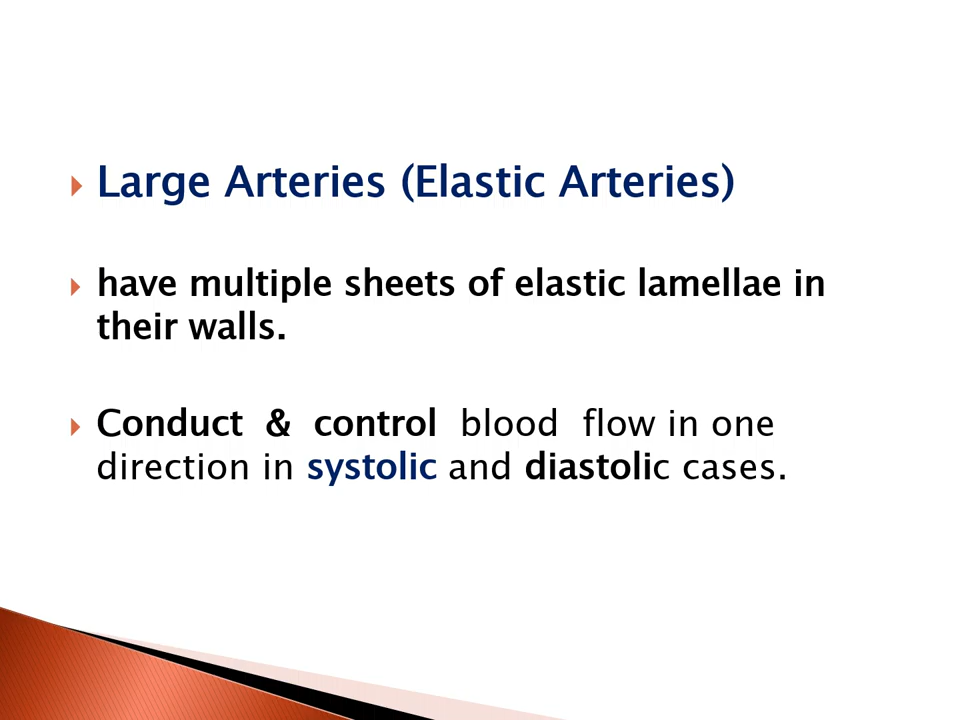 Large Arteries (Elastic Arteries)
have multiple sheets of elastic lamellae in
their walls.
Conduct & control blood flow in one
direction in systolic and diastolic cases.